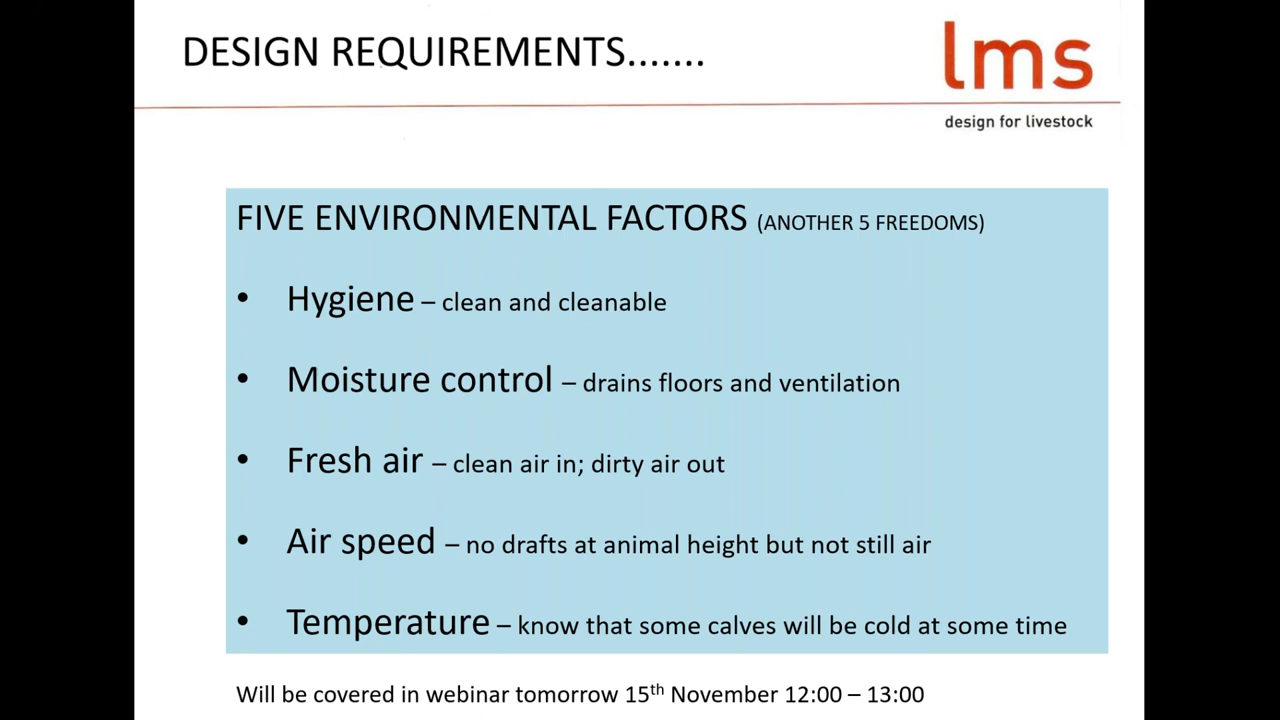 DESIGN REQUIREMENTS.......
lms
design for livestock
FIVE ENVIRONMENTAL FACTORS (ANOTHER 5 FREEDOMS)
• Hygiene – clean and cleanable
• Moisture control – drains floors and ventilation
• Fresh air – clean air in; dirty air out
• Air speed – no drafts at animal height but not still air
• Temperature – know that some calves will be cold at some time
Will be covered in webinar tomorrow 15th November 12:00 – 13:00